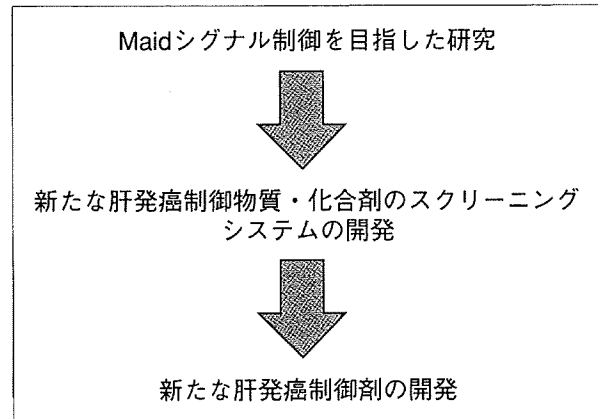 Maidシグナル制御を目指した研究
新たな肝発癌制御物質・化合剤のスクリーニング
システムの開発
新たな肝発癌制御剤の開発